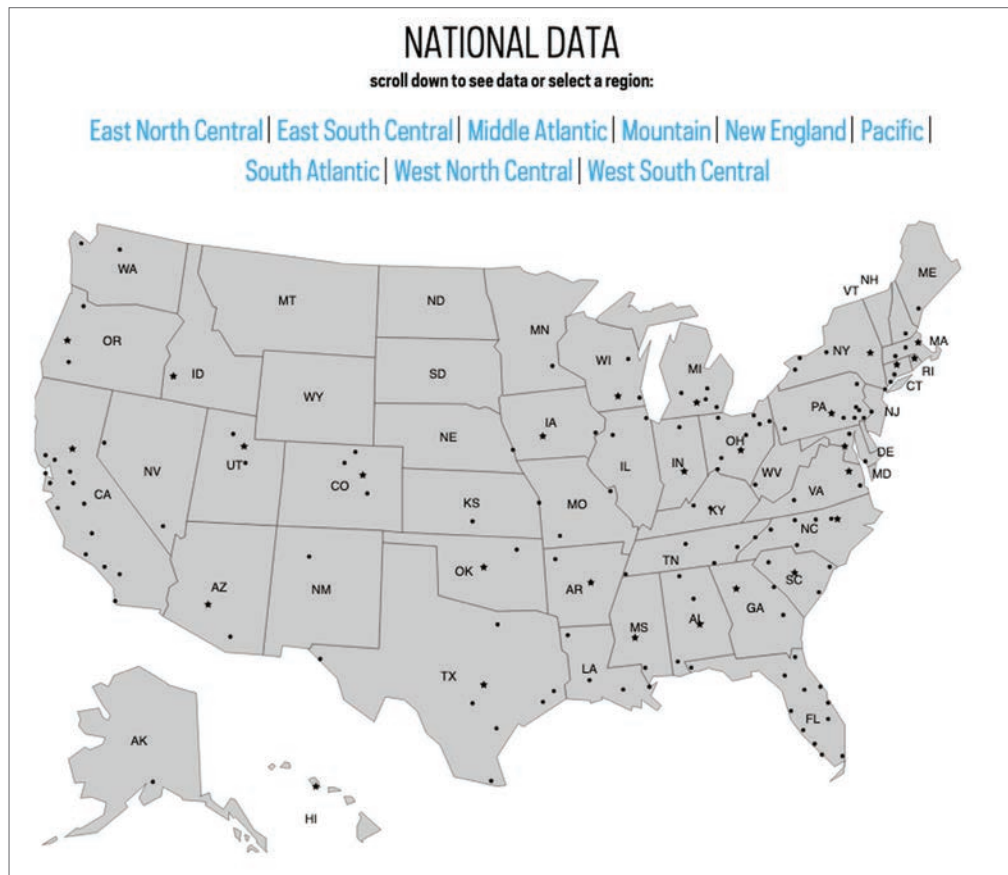 NATIONAL DATA
scroll down to see data or select a region:
East North Central | East South Central | Middle Atlantic | Mountain | New England | Pacific |
South Atlantic | West North Central | West South Central
WA
MT
ND
MN
OR
ID
SD
WI
MI
NY
VT
NH
ME
MA
RI
CT
WY
IA
PA
NJ
NE
OH
DE
MD
NV
UT
CO
IL
IN
WV
VA
CA
KS
MO
KY
NC
TN
AZ
NM
OK
AR
SC
MS
AL
GA
TX
LA
FL
AK
HI